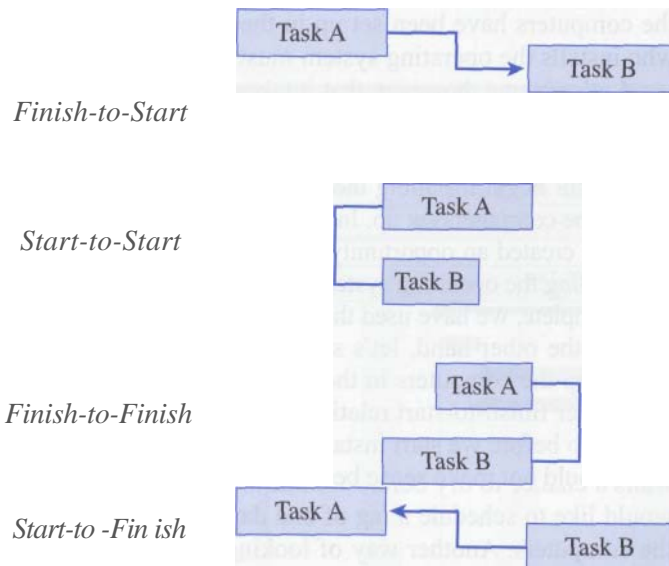 Task A
Task B
Finish-to-Start
Task A
Start-to-Start
Task B
Task A
Finish-to-Finish
Task B
Task A
Start-to -Fin ish
Task B